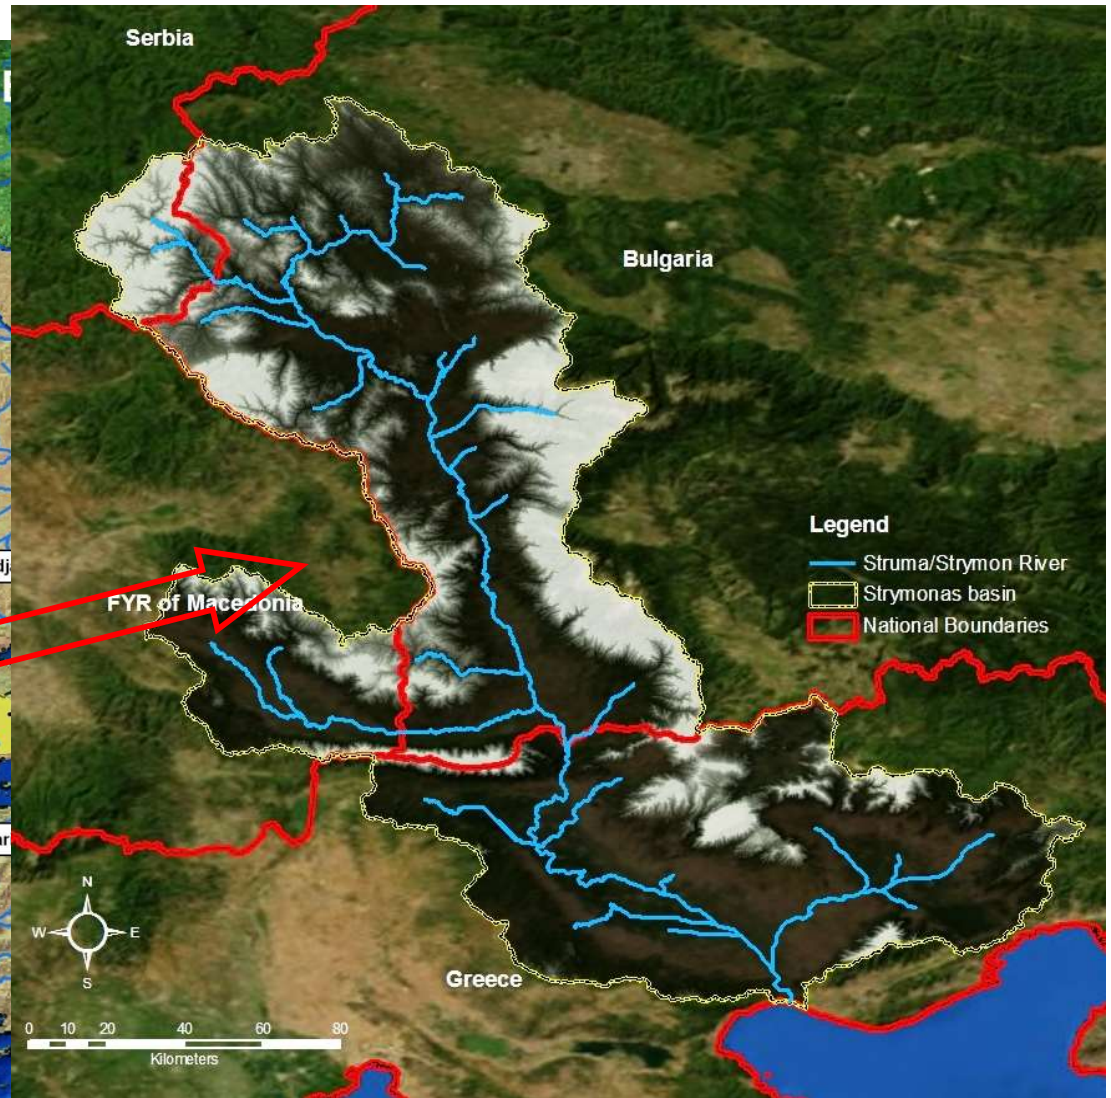 Serbia
Bulgaria
Legend
Struma/Strymon River
Strymonas basin
National Boundaries
FYR of Macedonia
N
W
E
S
Greece
0 10 20 40 60 80
Kilometers